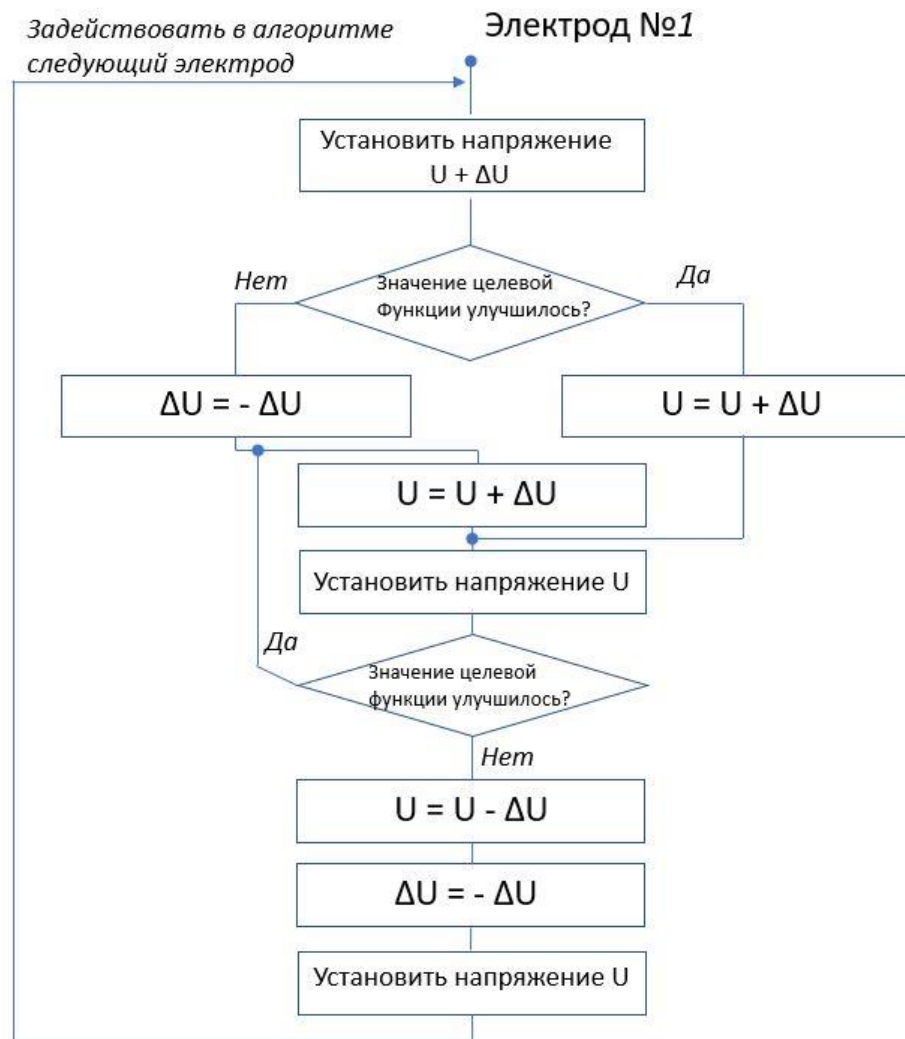 Задействовать в алгоритме
следующий электрод
Электрод №1
Установить напряжение
U + ΔU
Нет
Значение целевой
Функции улучшилось?
Да
ΔU = - ΔU
U = U + ΔU
U = U + ΔU
Установить напряжение U
Да
Значение целевой
функции улучшилось?
Нет
U = U - ΔU
ΔU = - ΔU
Установить напряжение U